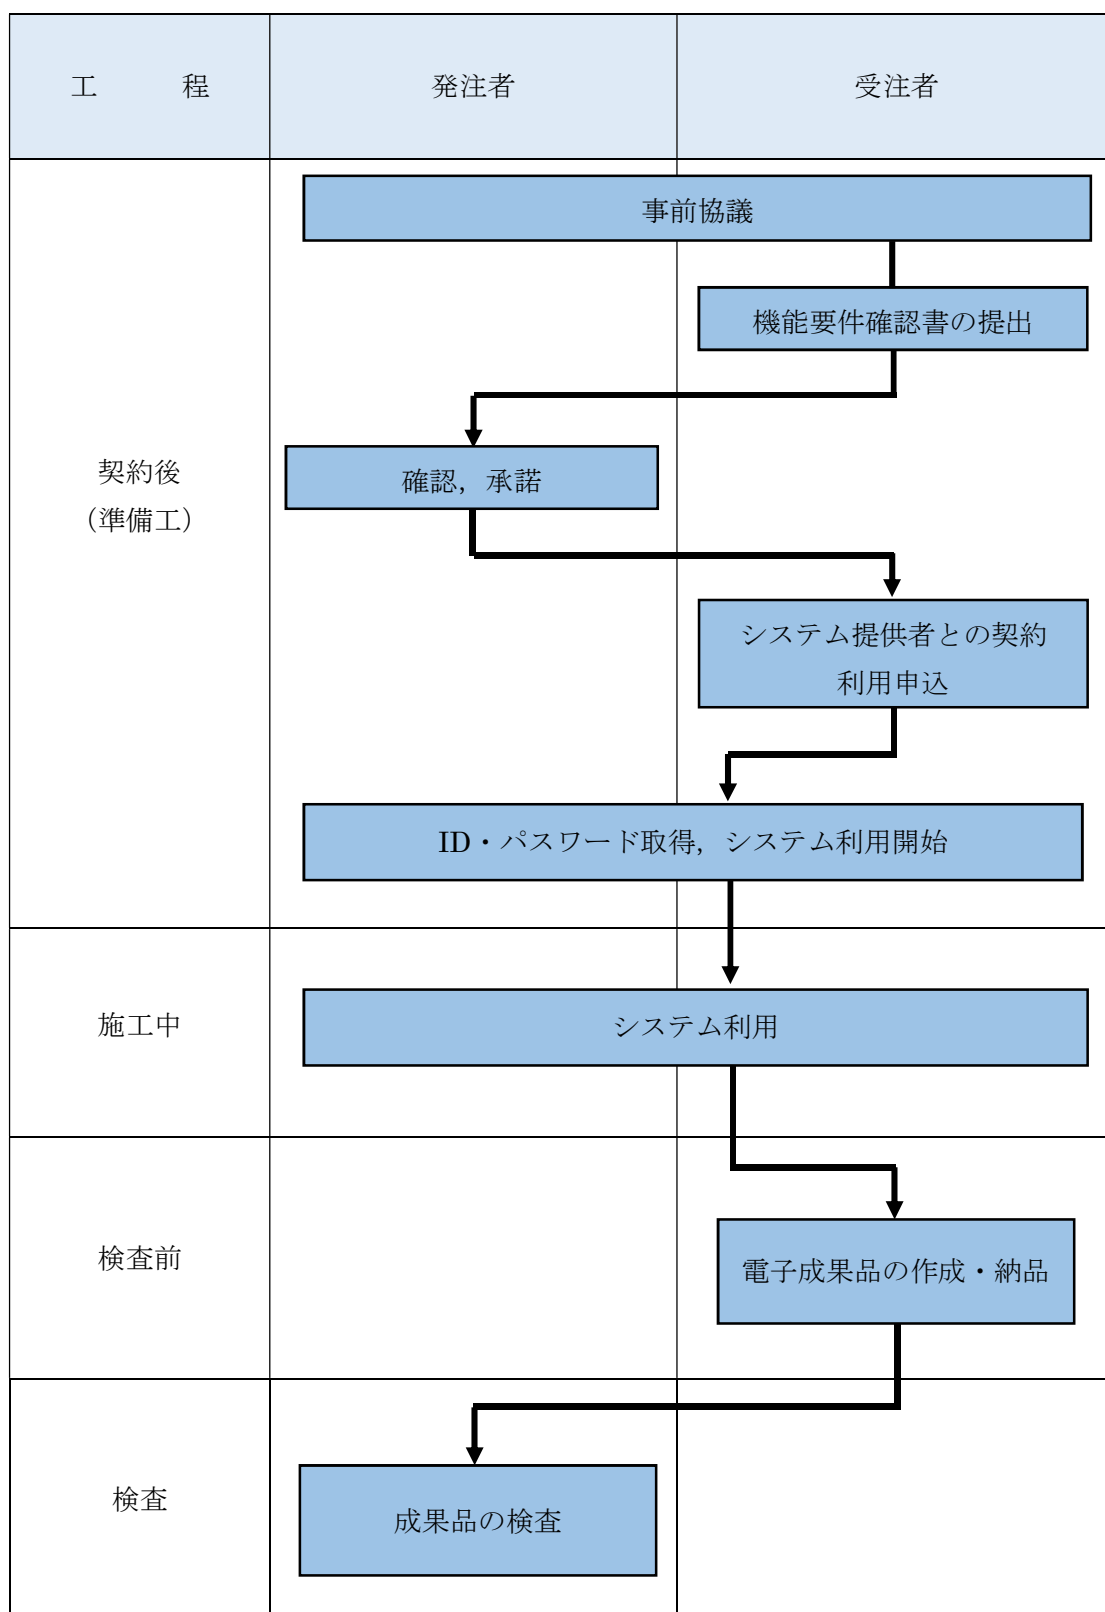 工　　　程
発注者
受注者
事前協議
機能要件確認書の提出
確認，承諾
契約後
（準備工）
システム提供者との契約
利用申込
ID・パスワード取得，システム利用開始
施工中
システム利用
検査前
電子成果品の作成・納品
検査
成果品の検査